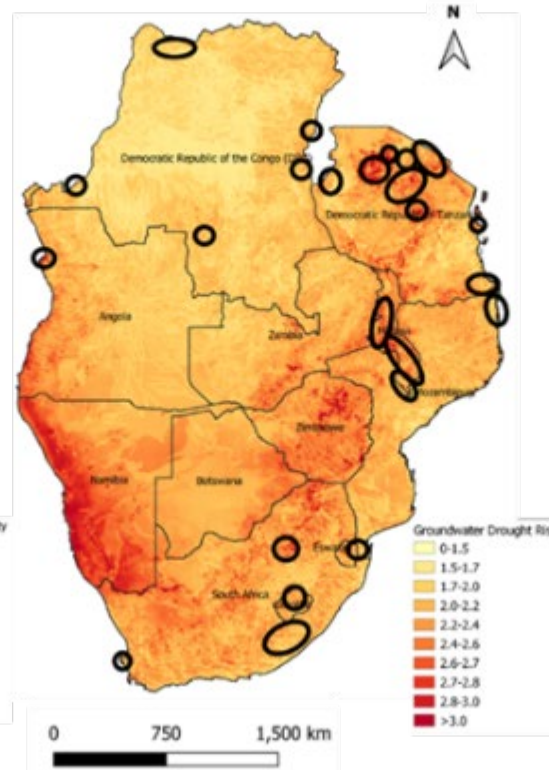 N
Democratic Republic of the Congo (D
Democratic Republic of Tanza
Angola
Zambia
Mozambique
Zimbabwe
Namibia
Botswana
South Africa
ty
Groundwater Drought Ris
0-1.5
1.5-1.7
1.7-2.0
2.0-2.2
2.2-2.4
2.4-2.6
2.6-2.7
2.7-2.8
2.8-3.0
>3.0
0 750 1,500 km